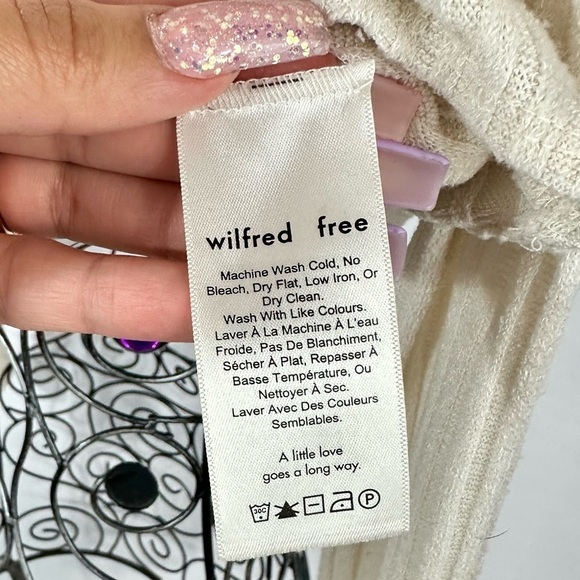 wilfred free
Machine Wash Cold, No
Bleach, Dry Flat, Low Iron, Or
Dry Clean.
Wash With Like Colours.
Laver À La Machine À L'eau
Froide, Pas De Blanchiment,
Sécher À Plat, Repasser À
Basse Température, Ou
Nettoyer À Sec.
Laver Avec Des Couleurs
Semblables.
A little love
goes a long way.
30C P